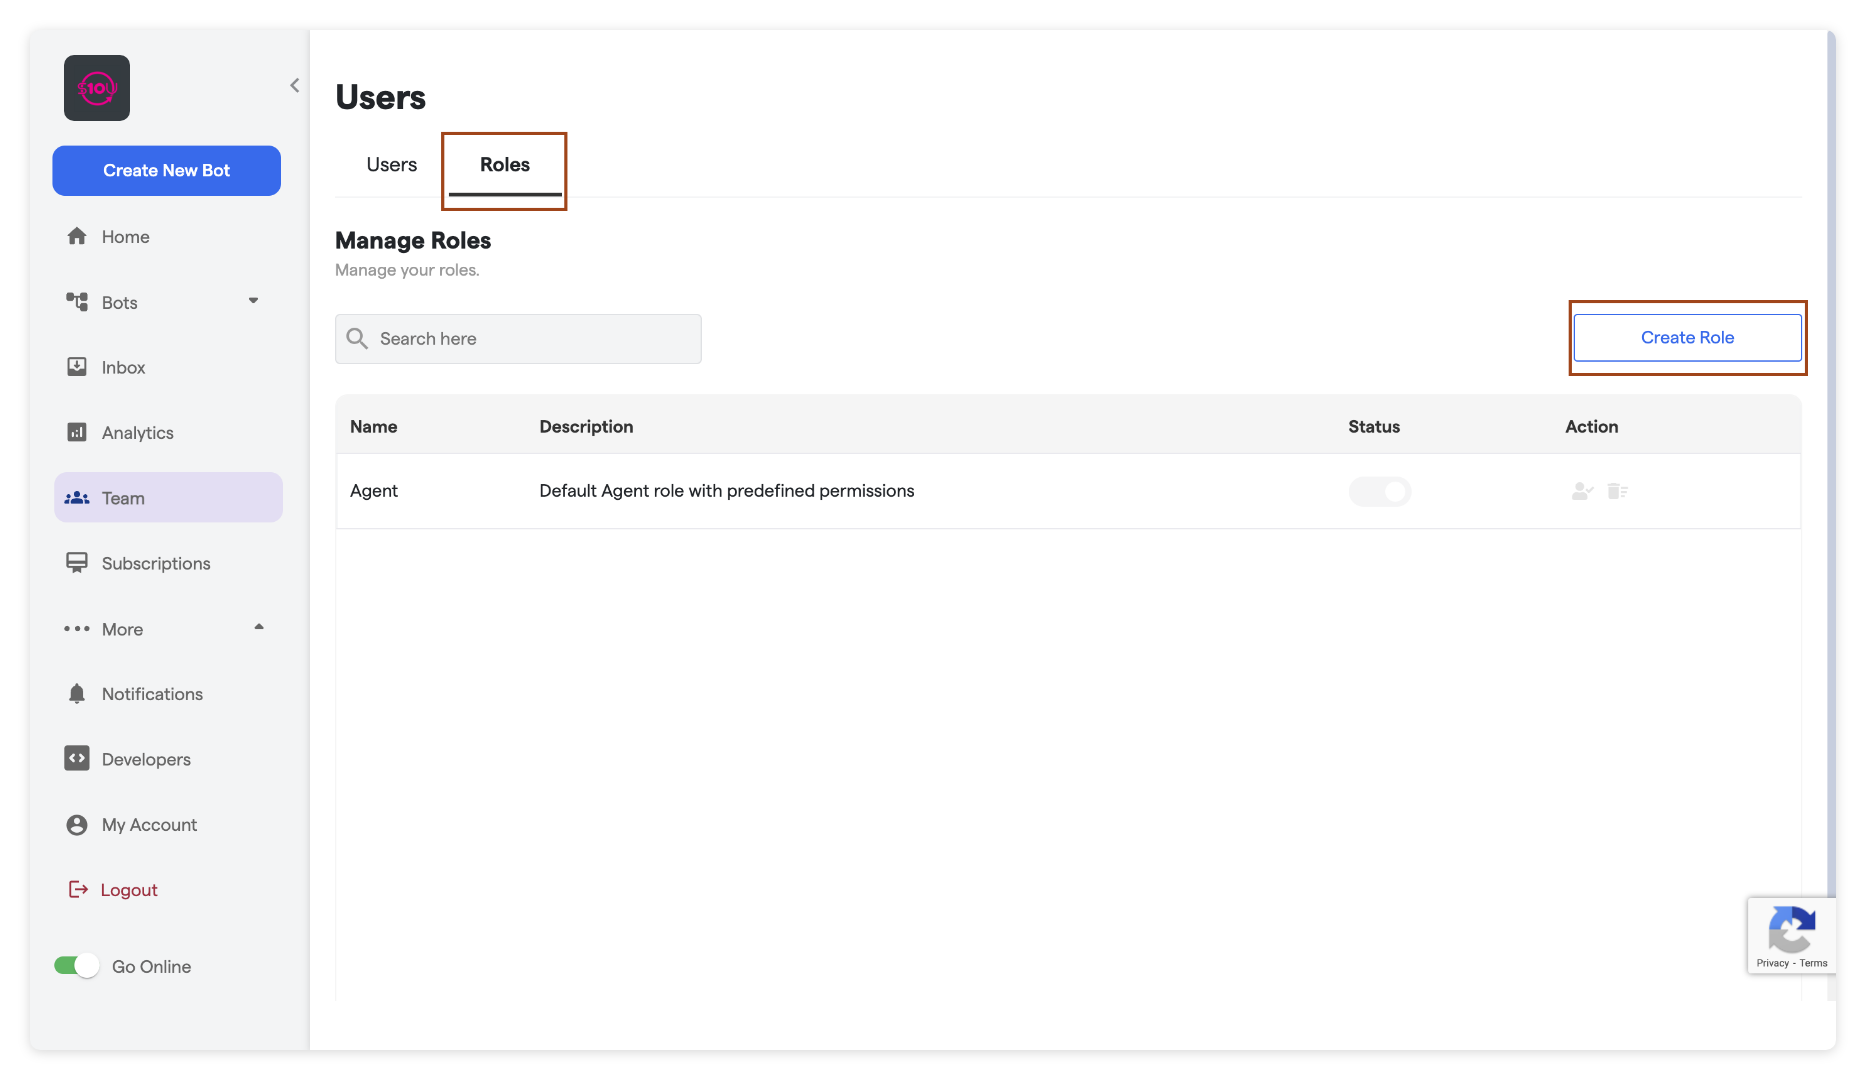 $10U
Create New Bot
Home
Bots
Inbox
Analytics
Team
Subscriptions
More
Notifications
Developers
My Account
Logout
Go Online
Users
Users Roles
Manage Roles
Manage your roles.
Search here
Create Role
Name Description Status Action
Agent Default Agent role with predefined permissions
Privacy - Terms